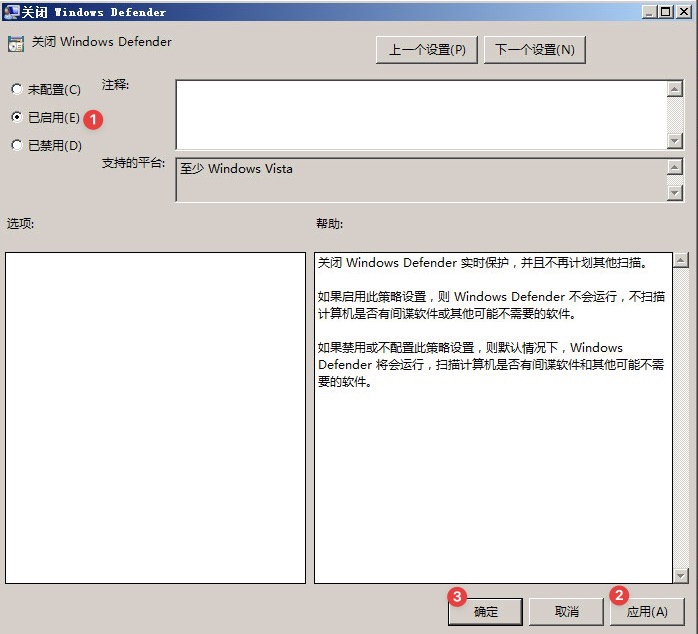 关闭 Windows Defender
关闭 Windows Defender
上一个设置(P)
下一个设置(N)
未配置(C)
注释:
已启用(E)
1
已禁用(D)
支持的平台:
至少 Windows Vista
选项:
帮助:
关闭 Windows Defender 实时保护，并且不再计划其他扫描。
如果启用此策略设置，则 Windows Defender 不会运行，不扫描
计算机是否有间谍软件或其他可能不需要的软件。
如果禁用或不配置此策略设置，则默认情况下，Windows
Defender 将会运行，扫描计算机是否有间谍软件和其他可能不需
要的软件。
3
确定
取消
2
应用(A)